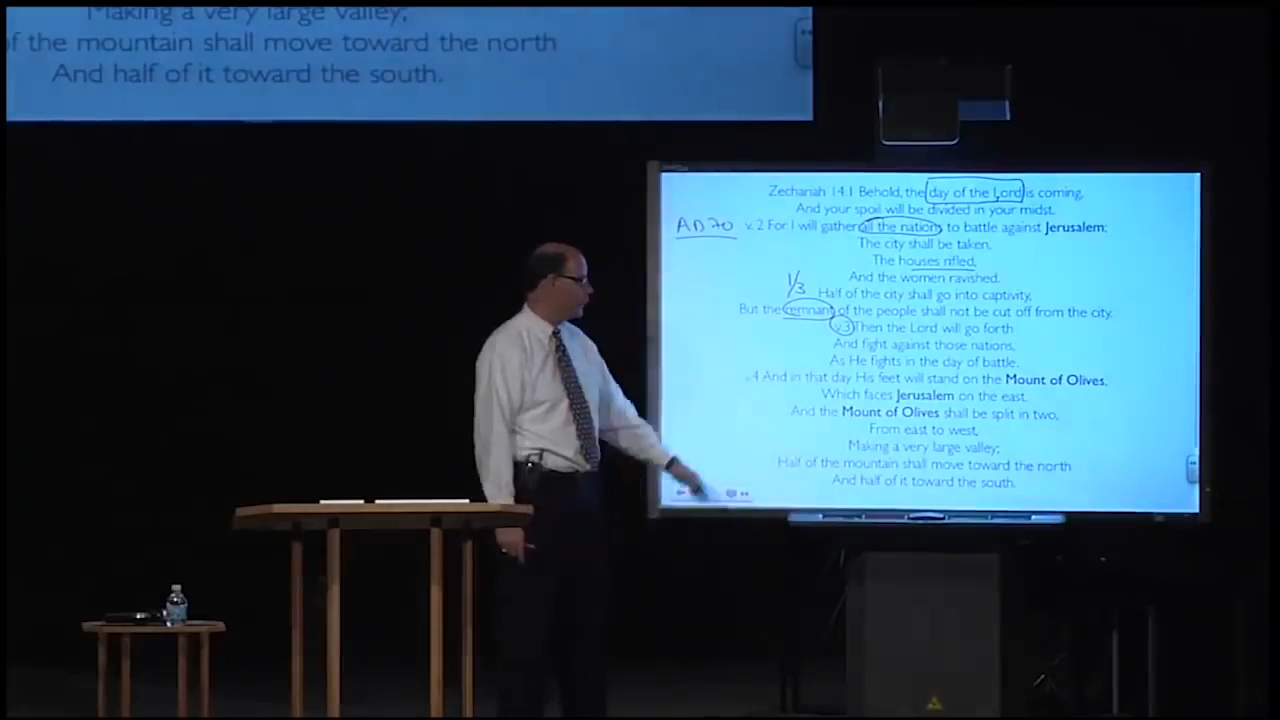 Making a very large valley;
of the mountain shall move toward the north
And half of it toward the south.
Zechariah 14:1 Behold, the day of the Lord is coming,
And your spoil will be divided in your midst.
AD 70 v. 2 For I will gather all the nations to battle against Jerusalem;
The city shall be taken,
The houses rifled,
And the women ravished.
1/3
Half of the city shall go into captivity,
But the remnant of the people shall not be cut off from the city.
v.3 Then the Lord will go forth
And fight against those nations,
As He fights in the day of battle.
v.4 And in that day His feet will stand on the Mount of Olives,
Which faces Jerusalem on the east.
And the Mount of Olives shall be split in two,
From east to west,
Making a very large valley;
Half of the mountain shall move toward the north
And half of it toward the south.